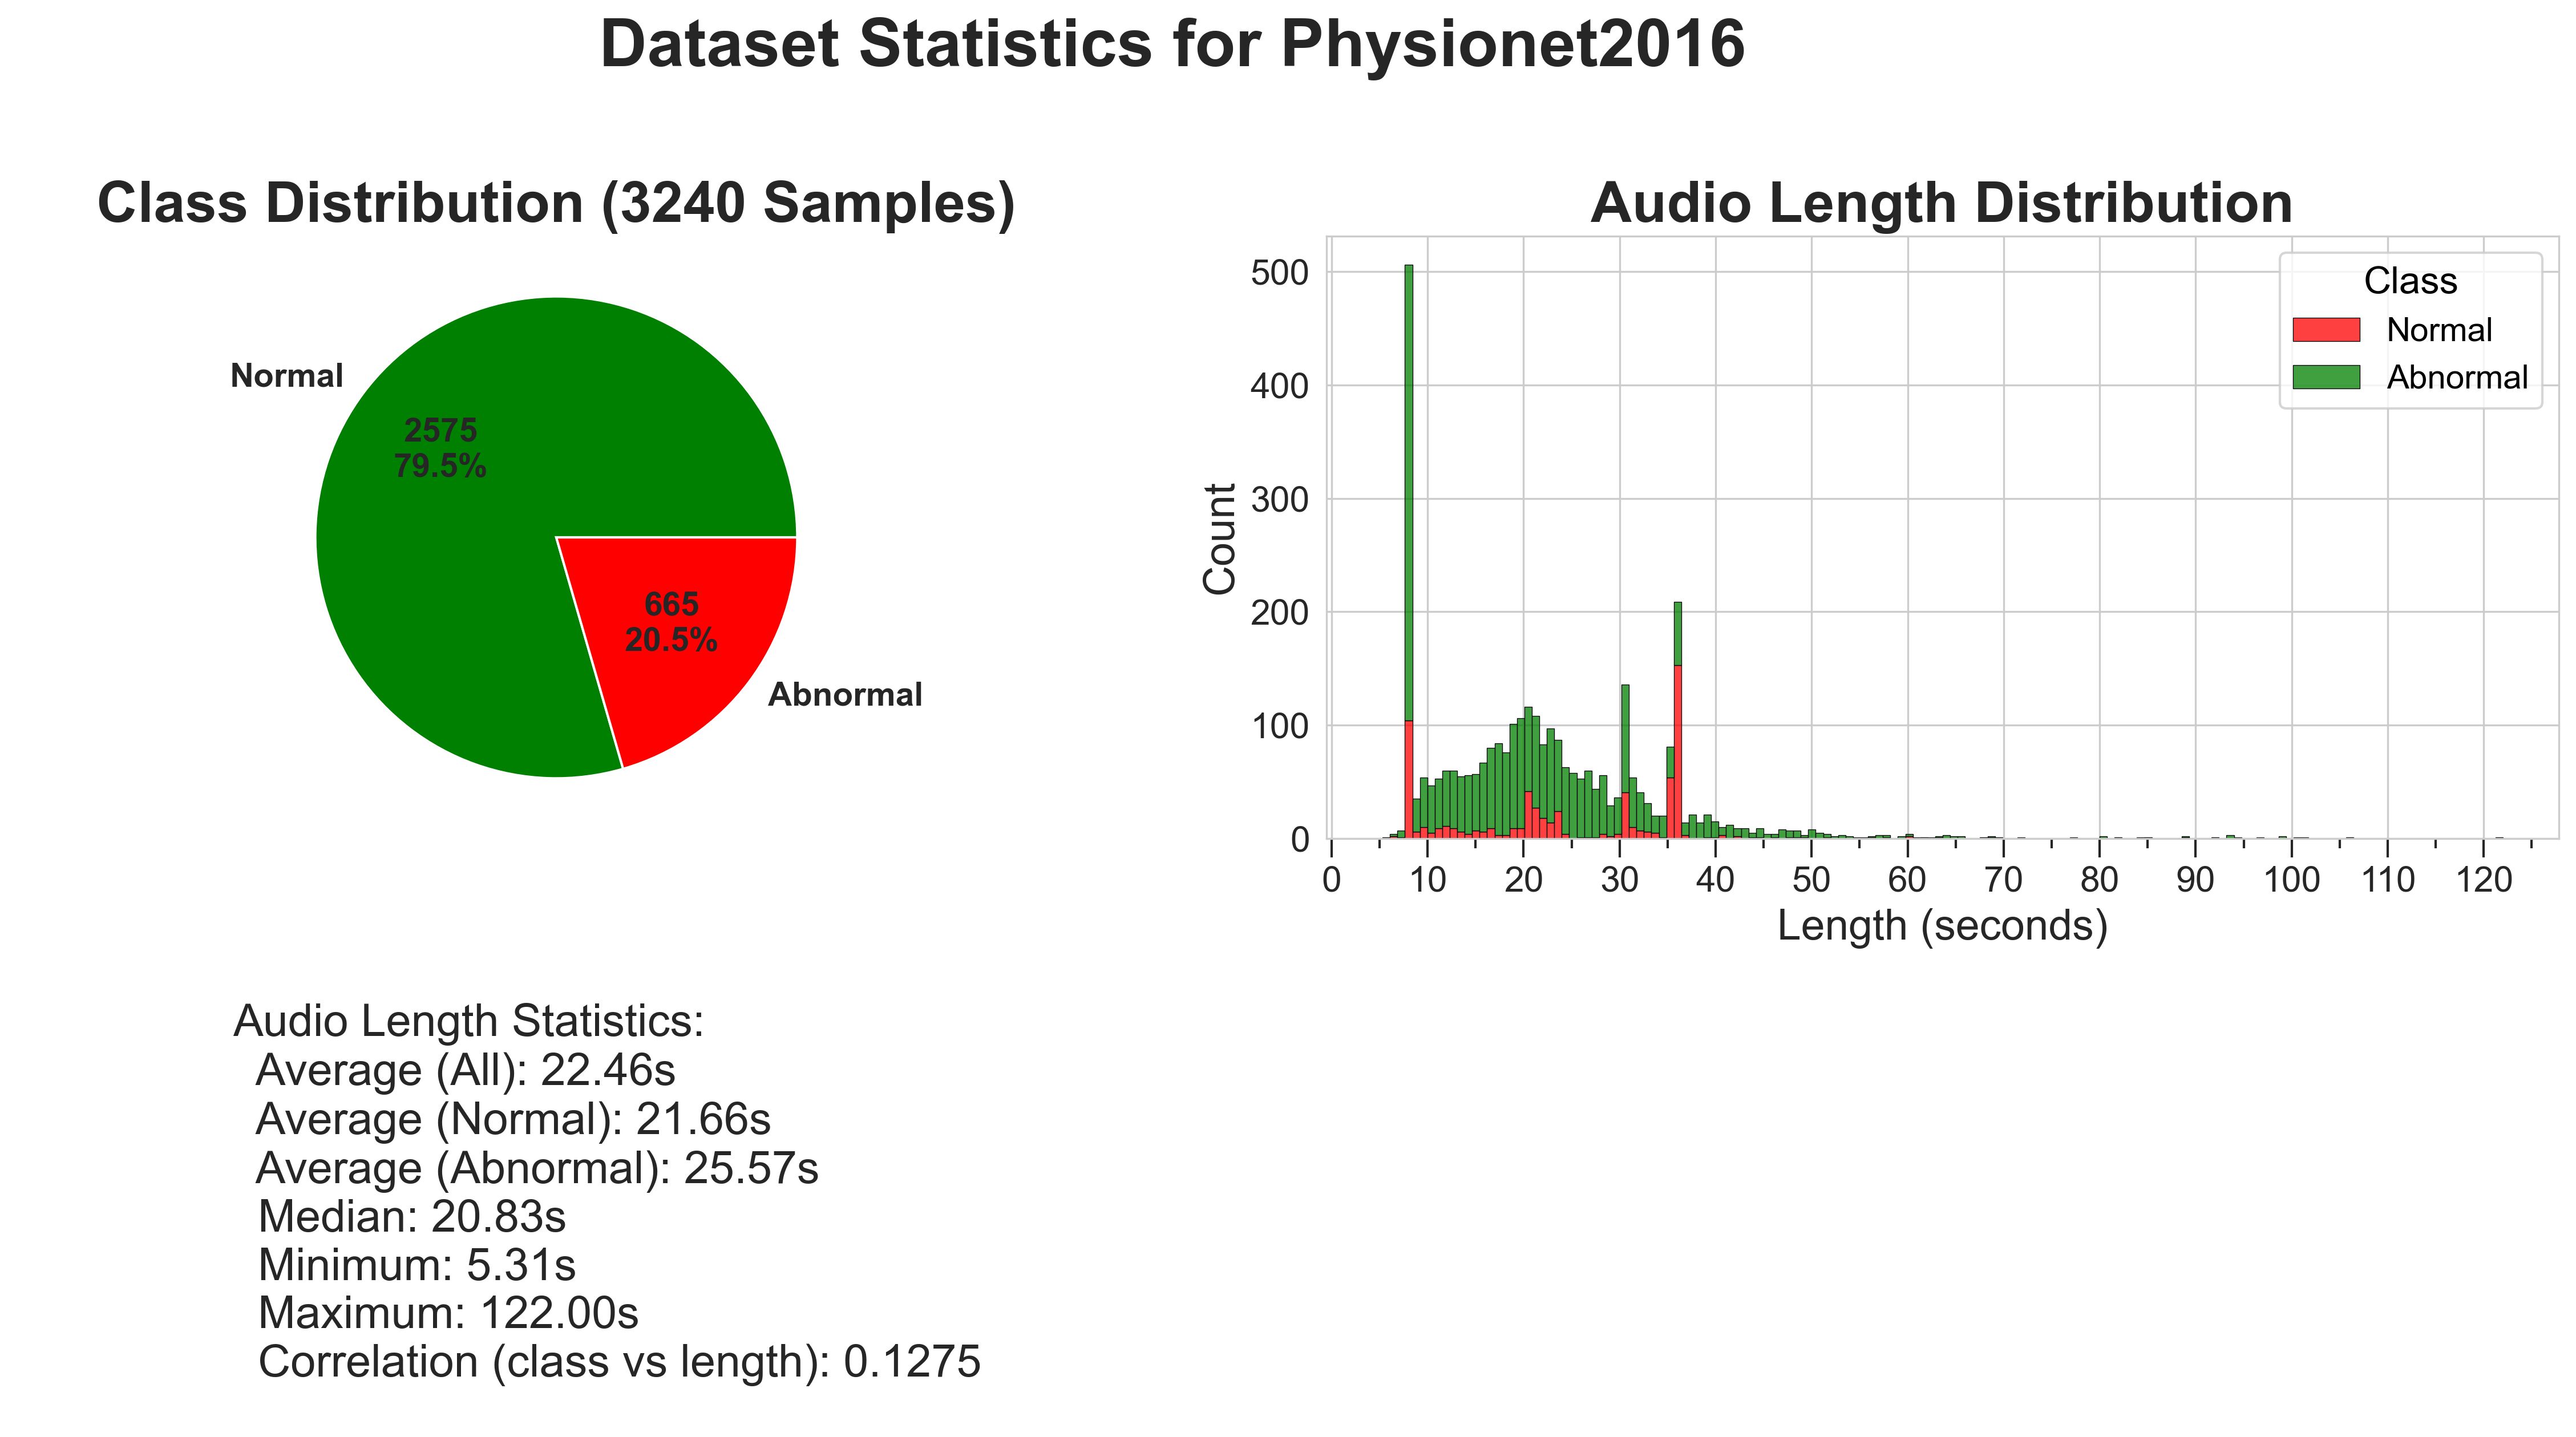 Dataset Statistics for Physionet2016
Class Distribution (3240 Samples)
Normal
2575
79.5%
665
20.5%
Abnormal
Audio Length Distribution
Class
Normal
Abnormal
Count
500
400
300
200
100
0
0 10 20 30 40 50 60 70 80 90 100 110 120
Length (seconds)
Audio Length Statistics:
Average (All): 22.46s
Average (Normal): 21.66s
Average (Abnormal): 25.57s
Median: 20.83s
Minimum: 5.31s
Maximum: 122.00s
Correlation (class vs length): 0.1275